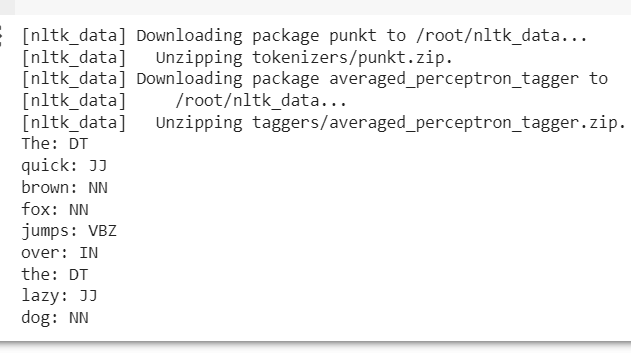 [nltk_data] Downloading package punkt to /root/nltk_data...
[nltk_data]   Unzipping tokenizers/punkt.zip.
[nltk_data] Downloading package averaged_perceptron_tagger to
[nltk_data]     /root/nltk_data...
[nltk_data]   Unzipping taggers/averaged_perceptron_tagger.zip.
The: DT
quick: JJ
brown: NN
fox: NN
jumps: VBZ
over: IN
the: DT
lazy: JJ
dog: NN